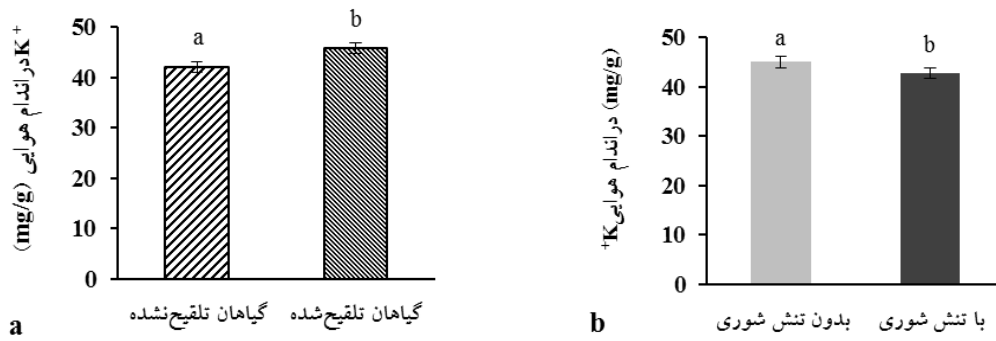 K⁺ دراندام هوایی (mg/g)
50
40
30
20
10
0
a
b
گیاهان تلقیح‌نشده
گیاهان تلقیح‌شده
a
K⁺ دراندام هوایی (mg/g)
50
40
30
20
10
0
a
b
بدون تنش شوری
با تنش شوری
b